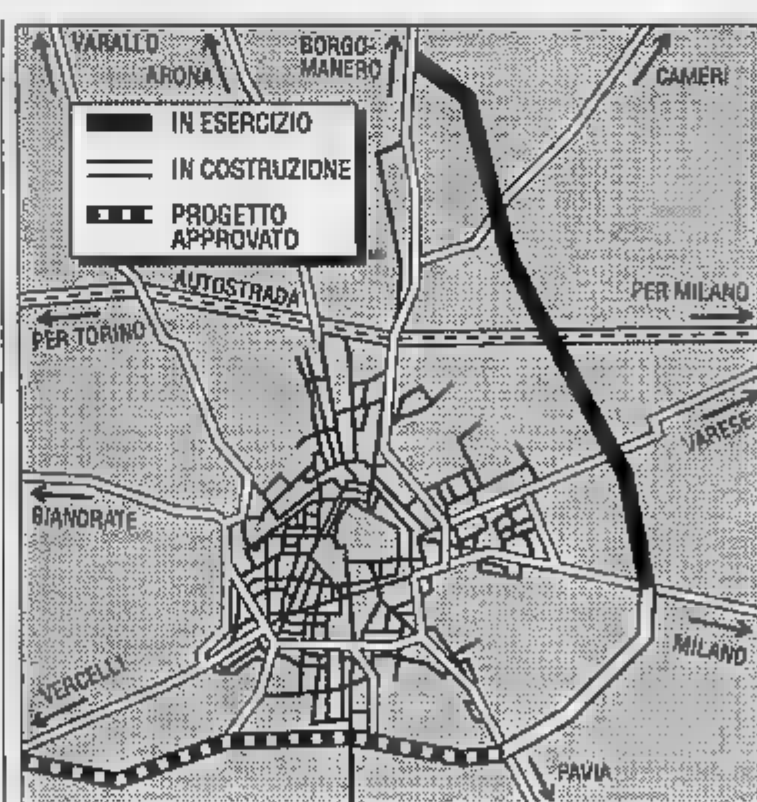 VARALLO
ARONA
BORGO-
MANERO
CAMERI
IN ESERCIZIO
IN COSTRUZIONE
PROGETTO
APPROVATO
AUTOSTRADA
PER TORINO
PER MILANO
VARESE
BIANDRATE
VERCELLI
MILANO
PAVIA